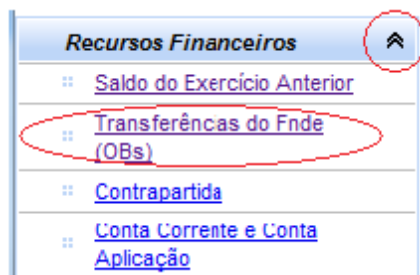 Recursos Financeiros
Saldo do Exercício Anterior
Transferêncas do Fnde
(OBs)
Contrapartida
Conta Corrente e Conta
Aplicação